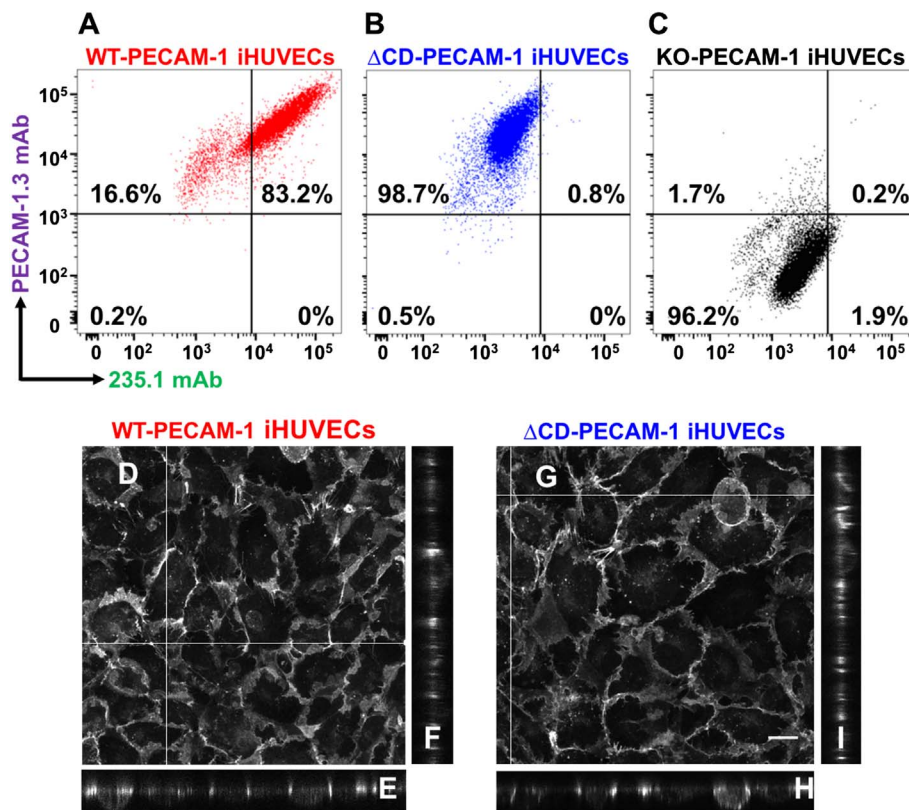 A
B
C
WT-PECAM-1 iHUVECs
ΔCD-PECAM-1 iHUVECs
KO-PECAM-1 iHUVECs
PECAM-1.3 mAb
10⁵
10⁴
10³
10²
0
16.6%
83.2%
0.2%
0%
98.7%
0.8%
0.5%
0%
1.7%
0.2%
96.2%
1.9%
0 10² 10³ 10⁴ 10⁵
0 10² 10³ 10⁴ 10⁵
0 10² 10³ 10⁴ 10⁵
235.1 mAb
WT-PECAM-1 iHUVECs
ΔCD-PECAM-1 iHUVECs
D
F
E
G
I
H